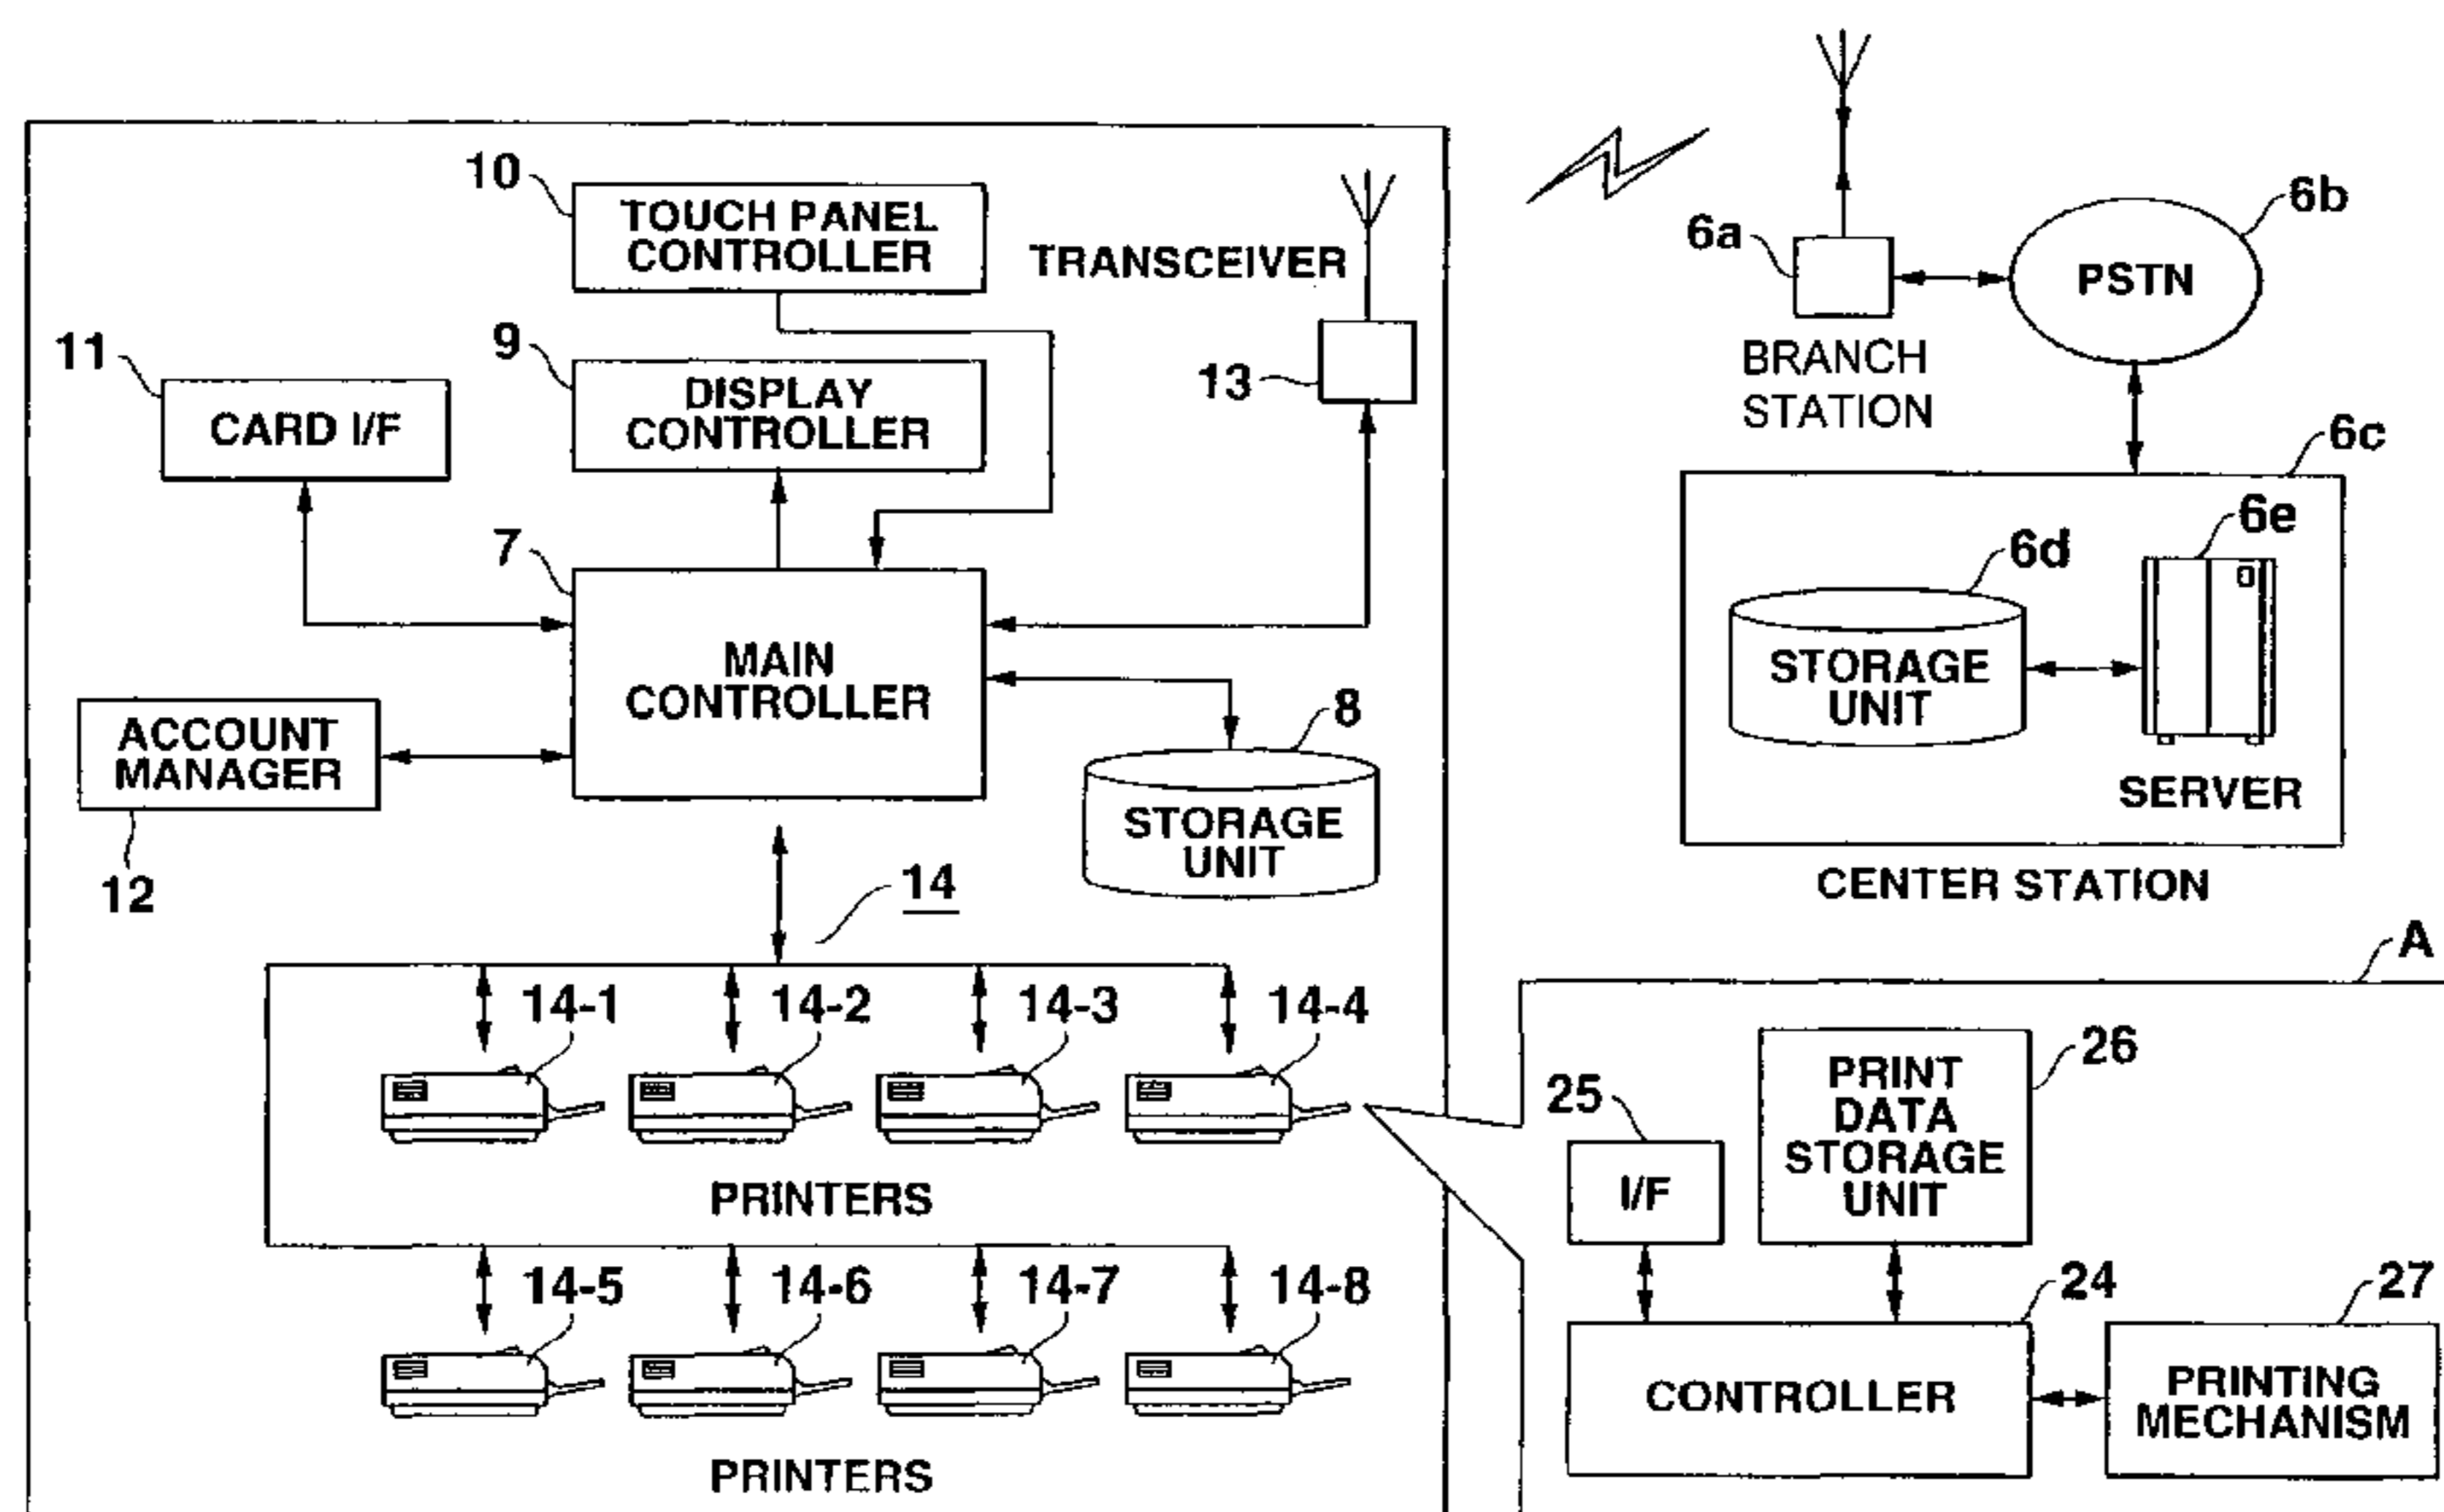 10
TOUCH PANEL
CONTROLLER
TRANSCEIVER
6a
6b
PSTN
BRANCH
STATION
11
CARD I/F
9
DISPLAY
CONTROLLER
13
6c
6e
6d
STORAGE
UNIT
SERVER
CENTER STATION
7
MAIN
CONTROLLER
ACCOUNT
MANAGER
12
8
STORAGE
UNIT
14
14-1
14-2
14-3
14-4
PRINTERS
14-5
14-6
14-7
14-8
PRINTERS
A
26
PRINT
DATA
STORAGE
UNIT
25
I/F
24
CONTROLLER
27
PRINTING
MECHANISM